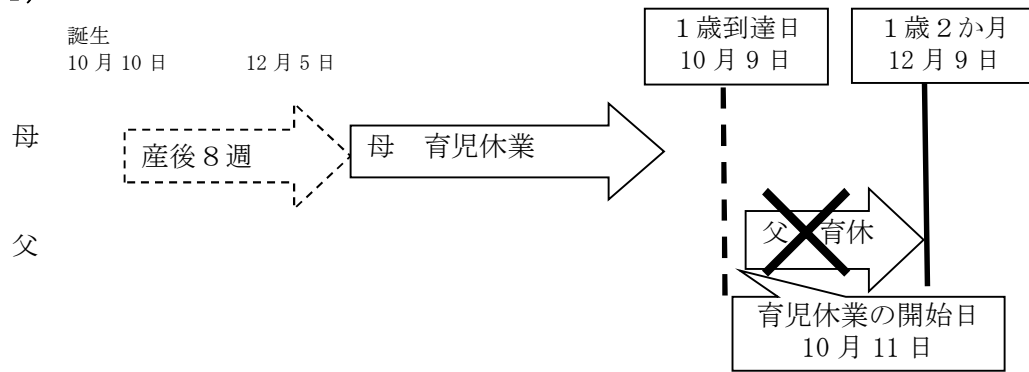 誕生
10月10日 12月5日
1歳到達日
10月9日
1歳2か月
12月9日
母
産後8週
母 育児休業
父
父 育休
育児休業の開始日
10月11日